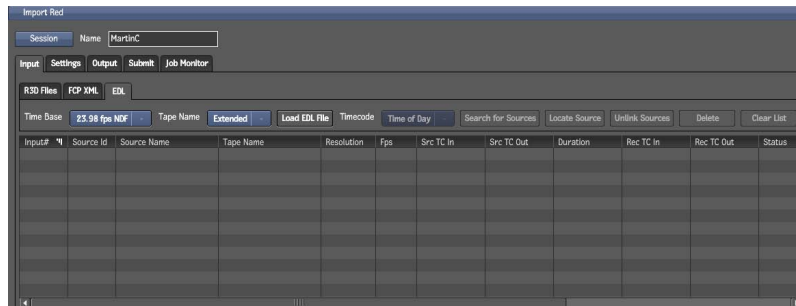 Import Red
Session Name MartinC
Input Settings Output Submit Job Monitor
R3D Files FCP XML EDL
Time Base 23.98 fps NDF Tape Name Extended Load EDL File Timecode Time of Day Search for Sources Locate Source Unlink Sources Delete Clear List
Input# Source Id Source Name Tape Name Resolution Fps Src TC In Src TC Out Duration Rec TC In Rec TC Out Status